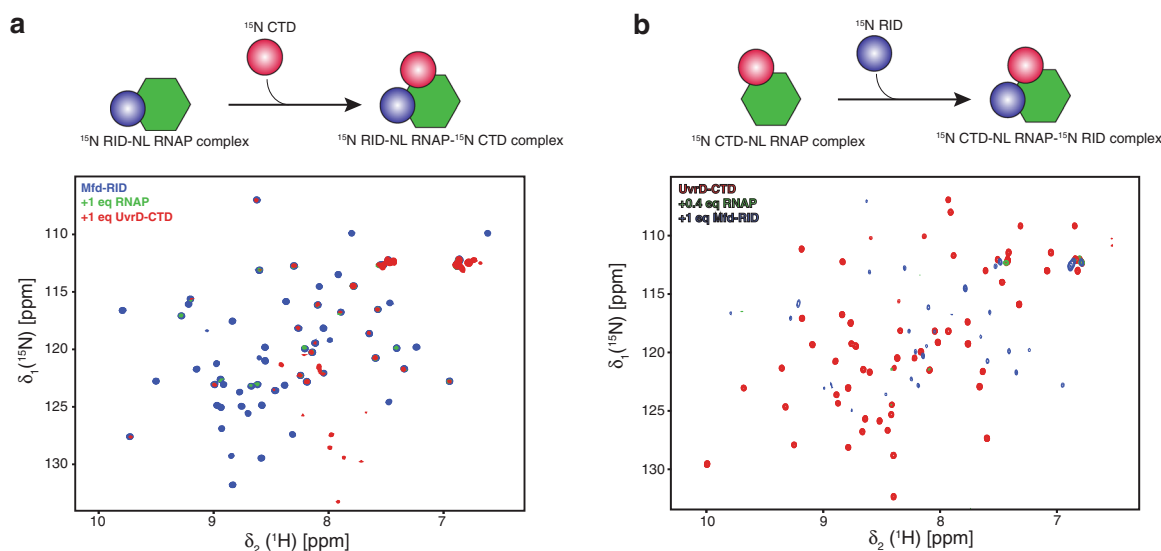 a
¹⁵N CTD
¹⁵N RID-NL RNAP complex
¹⁵N RID-NL RNAP-¹⁵N CTD complex
Mfd-RID
+1 eq RNAP
+1 eq UvrD-CTD
110
115
120
125
130
δ₁(¹⁵N) [ppm]
10
9
8
7
δ₂ (¹H) [ppm]
b
¹⁵N RID
¹⁵N CTD-NL RNAP complex
¹⁵N CTD-NL RNAP-¹⁵N RID complex
UvrD-CTD
+0.4 eq RNAP
+1 eq Mfd-RID
110
115
120
125
130
δ₁(¹⁵N) [ppm]
10
9
8
7
δ₂ (¹H) [ppm]